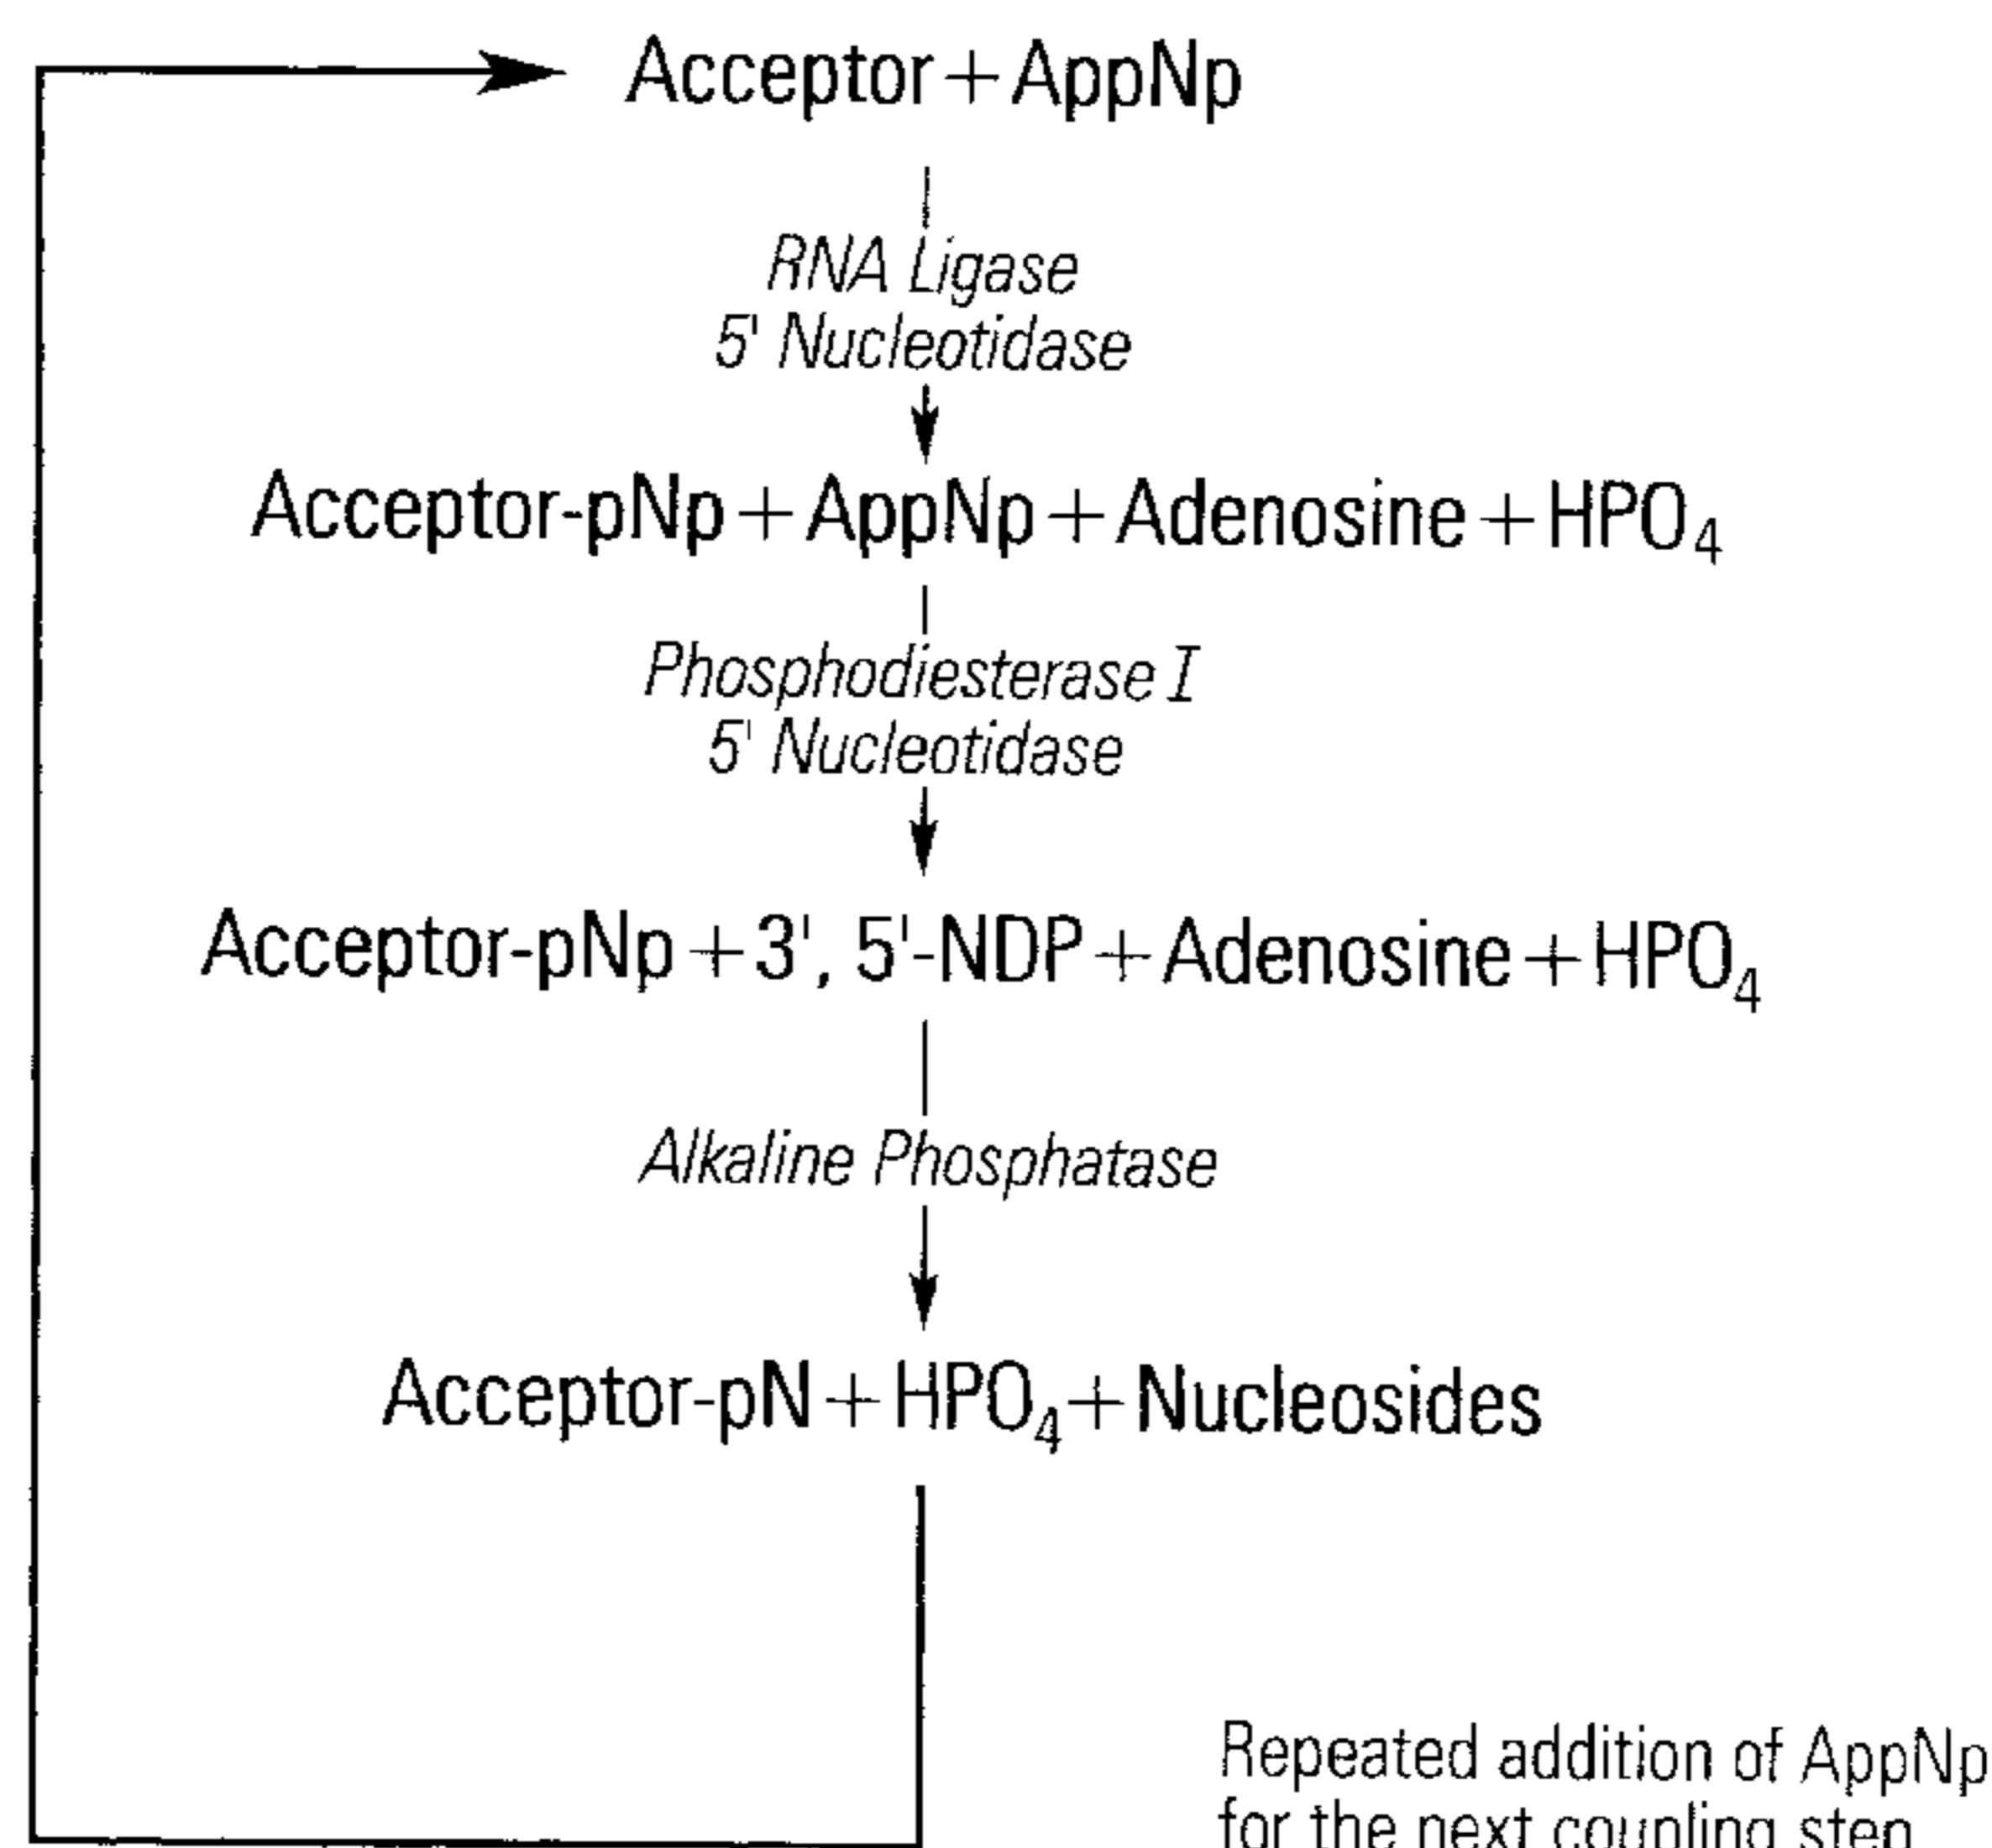 Acceptor + AppNp
RNA Ligase
5' Nucleotidase
Acceptor-pNp + AppNp + Adenosine + HPO₄
Phosphodiesterase I
5' Nucleotidase
Acceptor-pNp + 3', 5'-NDP + Adenosine + HPO₄
Alkaline Phosphatase
Acceptor-pN + HPO₄ + Nucleosides
Repeated addition of AppNp
for the next coupling step